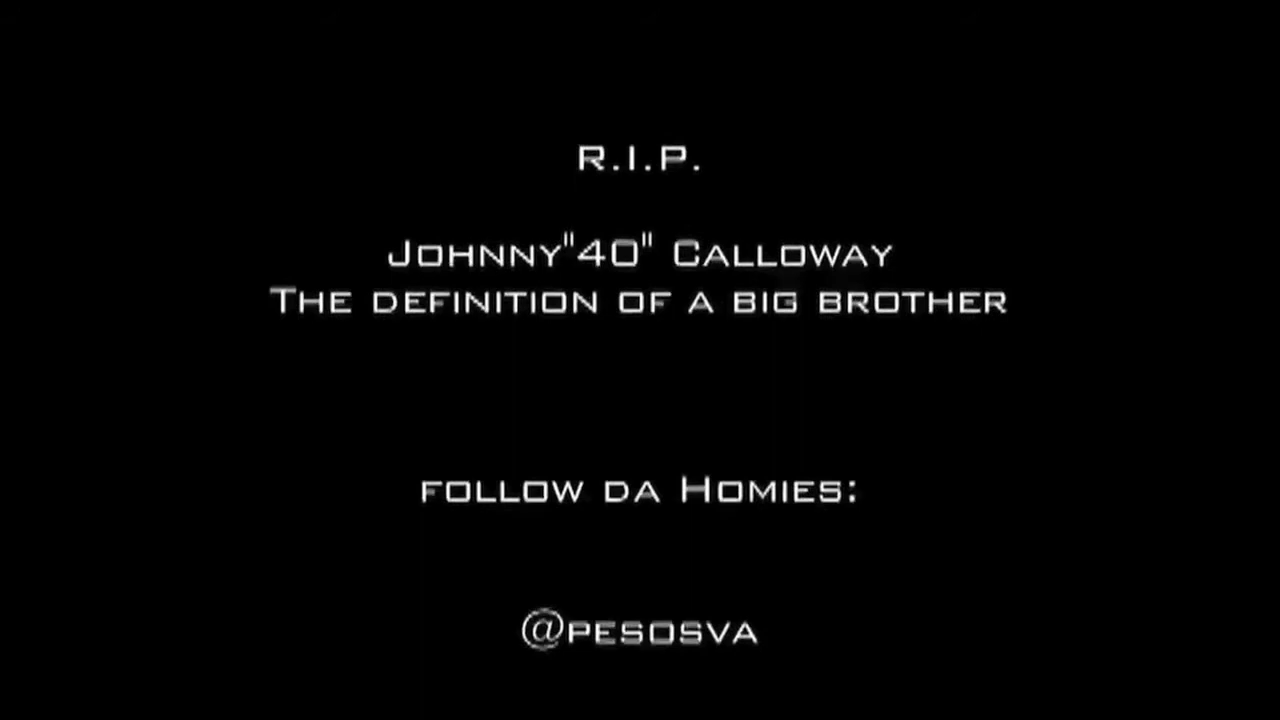 R.I.P.
Johnny"40" Calloway
The definition of a big brother
follow da Homies:
@pesosva